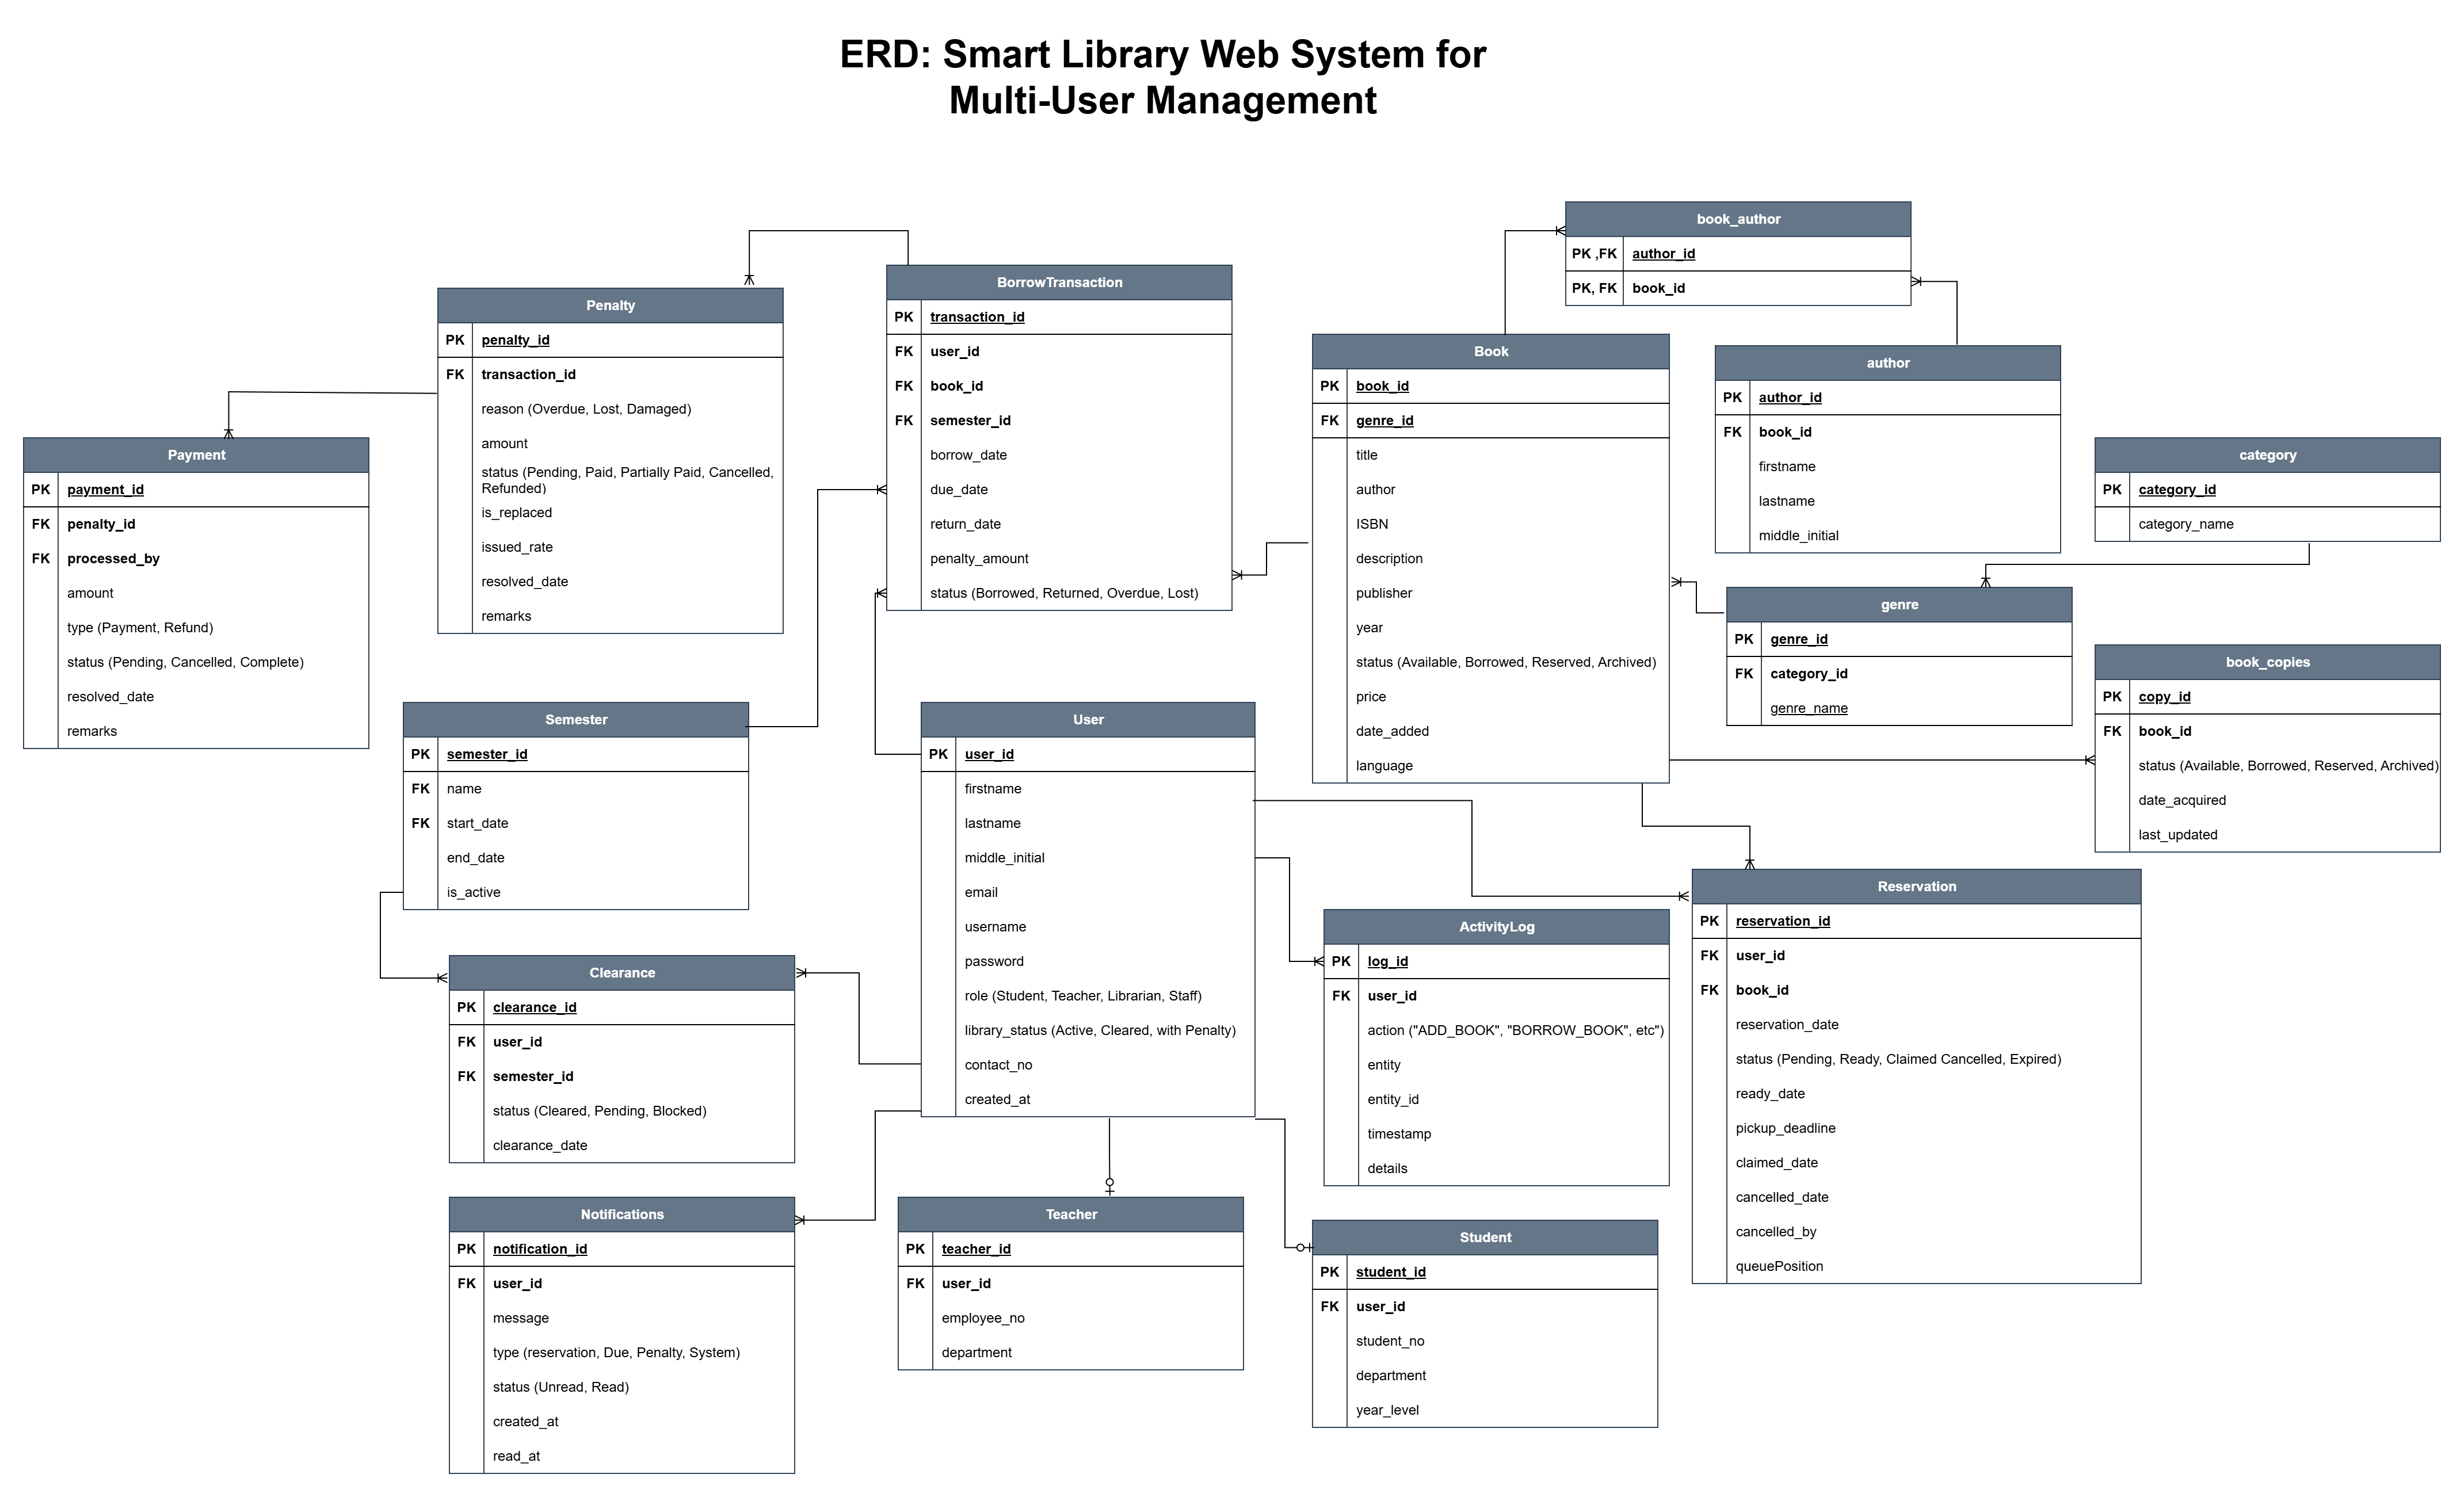 ERD: Smart Library Web System for
Multi-User Management
book_author
PK ,FK author_id
PK, FK book_id
BorrowTransaction
PK transaction_id
FK user_id
FK book_id
FK semester_id
borrow_date
due_date
return_date
penalty_amount
status (Borrowed, Returned, Overdue, Lost)
Penalty
PK penalty_id
FK transaction_id
reason (Overdue, Lost, Damaged)
amount
status (Pending, Paid, Partially Paid, Cancelled,
Refunded)
is_replaced
issued_rate
resolved_date
remarks
Book
PK book_id
FK genre_id
title
author
ISBN
description
publisher
year
status (Available, Borrowed, Reserved, Archived)
price
date_added
language
author
PK author_id
FK book_id
firstname
lastname
middle_initial
category
PK category_id
category_name
Payment
PK payment_id
FK penalty_id
FK processed_by
amount
type (Payment, Refund)
status (Pending, Cancelled, Complete)
resolved_date
remarks
genre
PK genre_id
FK category_id
genre_name
book_copies
PK copy_id
FK book_id
status (Available, Borrowed, Reserved, Archived)
date_acquired
last_updated
Semester
PK semester_id
FK name
FK start_date
end_date
is_active
User
PK user_id
firstname
lastname
middle_initial
email
username
password
role (Student, Teacher, Librarian, Staff)
library_status (Active, Cleared, with Penalty)
contact_no
created_at
Reservation
PK reservation_id
FK user_id
FK book_id
reservation_date
status (Pending, Ready, Claimed Cancelled, Expired)
ready_date
pickup_deadline
claimed_date
cancelled_date
cancelled_by
queuePosition
ActivityLog
PK log_id
FK user_id
action ("ADD_BOOK", "BORROW_BOOK", etc")
entity
entity_id
timestamp
details
Clearance
PK clearance_id
FK user_id
FK semester_id
status (Cleared, Pending, Blocked)
clearance_date
Notifications
PK notification_id
FK user_id
message
type (reservation, Due, Penalty, System)
status (Unread, Read)
created_at
read_at
Teacher
PK teacher_id
FK user_id
employee_no
department
Student
PK student_id
FK user_id
student_no
department
year_level